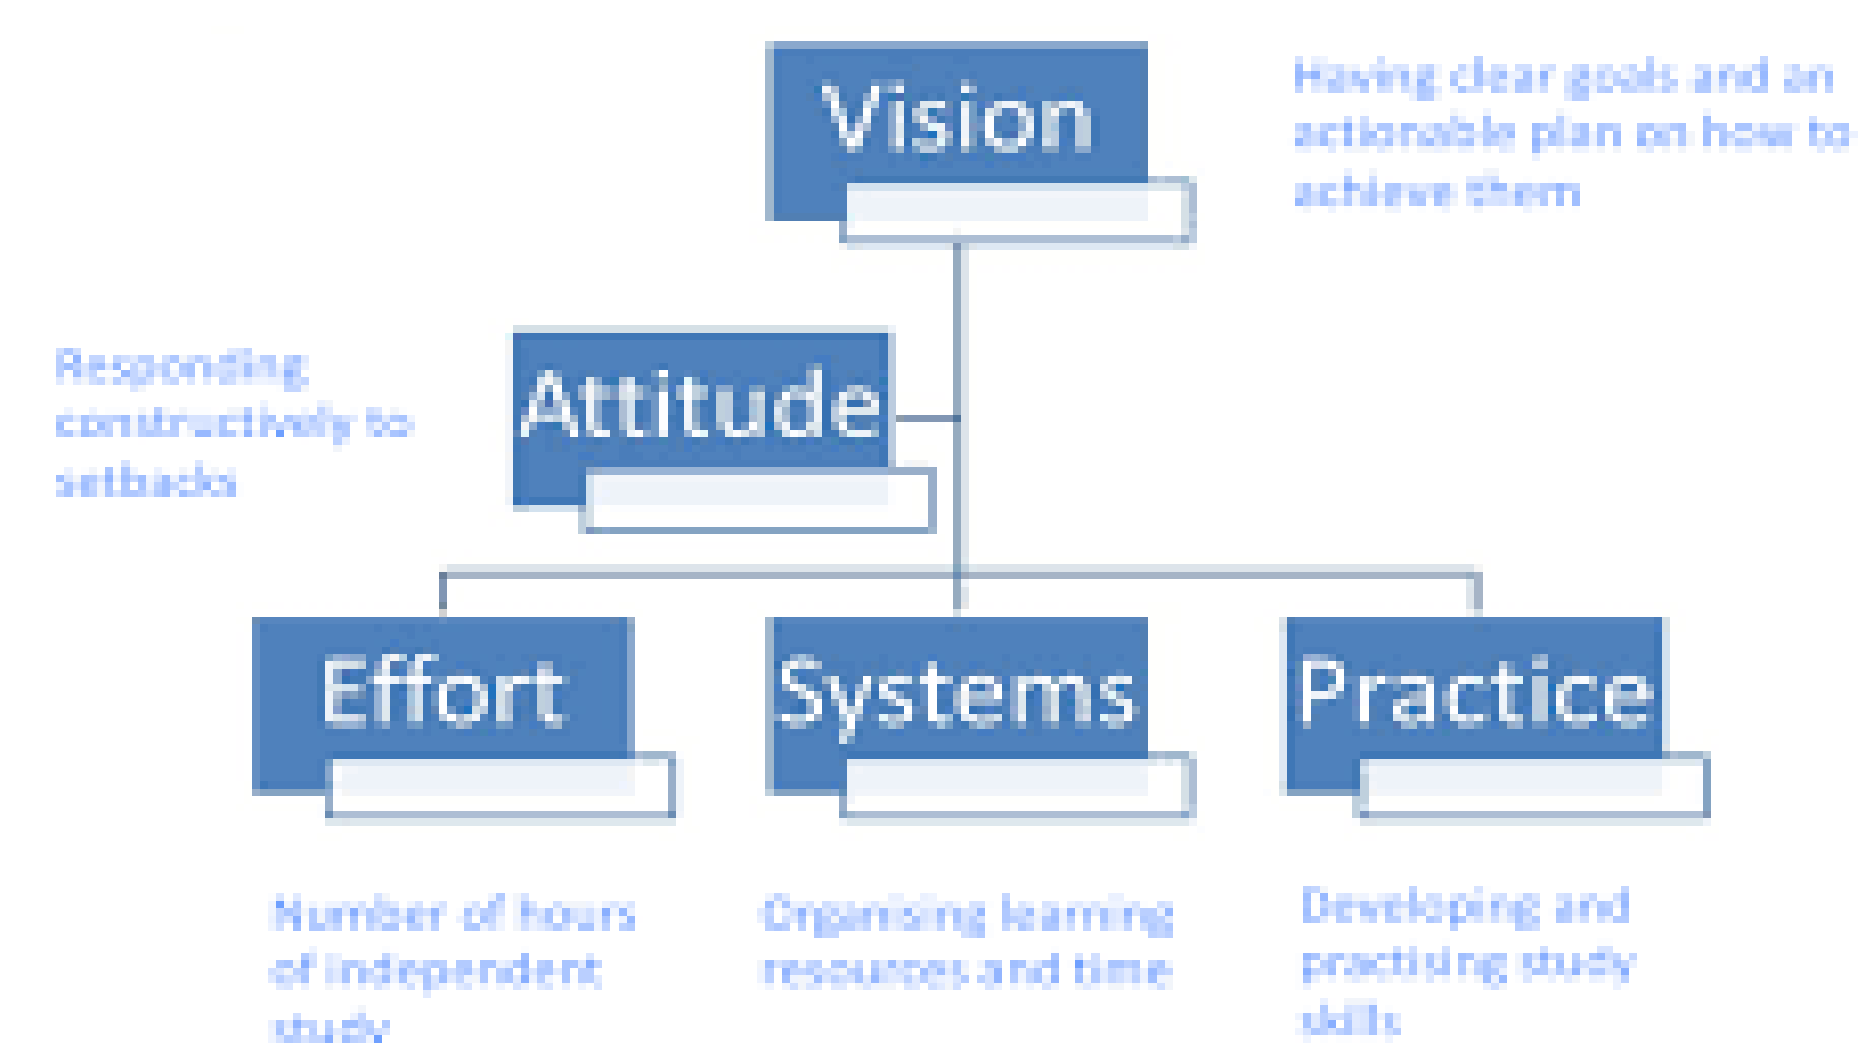 Vision
Having clear goals and an
actionable plan on how to
achieve them
Attitude
Responding
constructively to
setbacks
Effort
Systems
Practice
Number of hours
of independent
study
Organising learning
resources and time
Developing and
practising study
skills